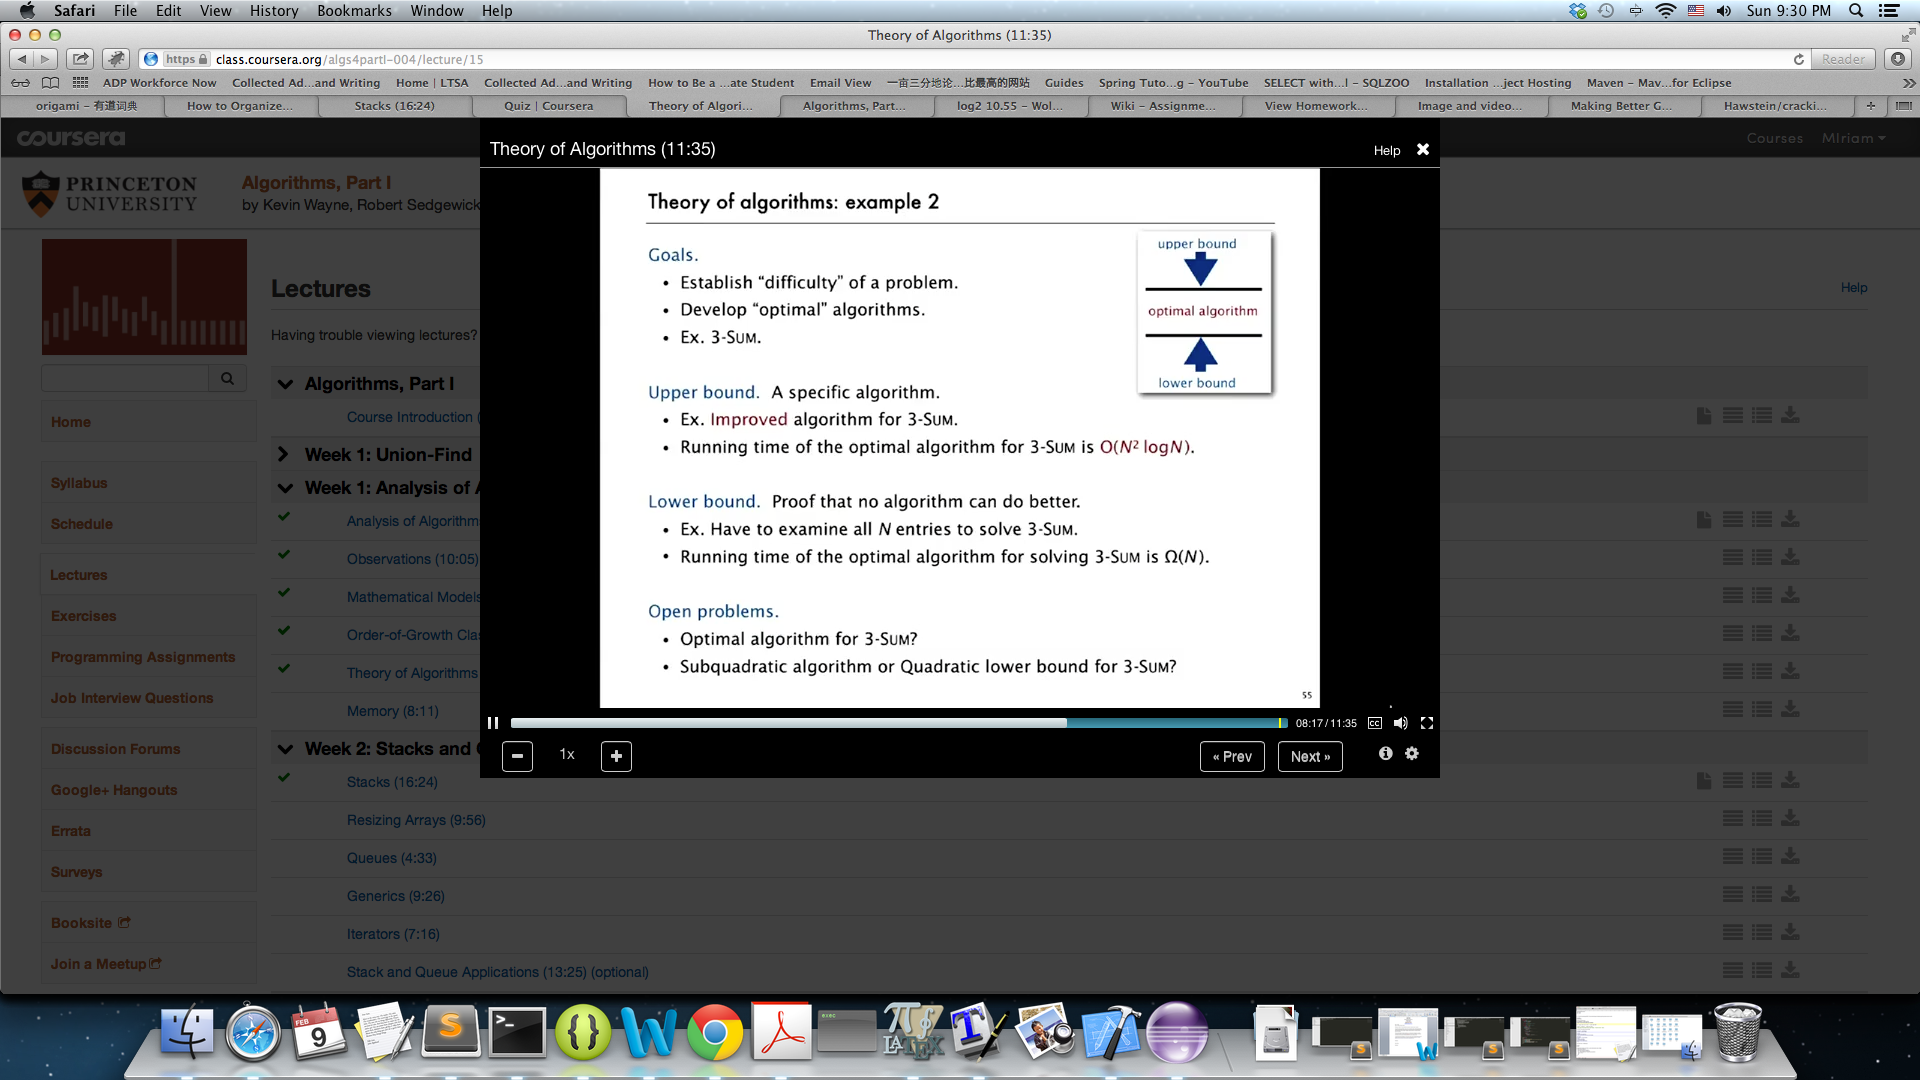 Safari File Edit View History Bookmarks Window Help Sun 9:30 PM
Theory of Algorithms (11:35)
https class.coursera.org/algs4partI-004/lecture/15 Reader
ADP Workforce Now Collected Ad...and Writing Home | LTSA Collected Ad...and Writing How to Be a ...ate Student Email View 一亩三分地论...比最高的网站 Guides Spring Tuto...g – YouTube SELECT with...l – SQLZOO Installation ...ject Hosting Maven – Mav...for Eclipse
origami – 有道词典 How to Organize... Stacks (16:24) Quiz | Coursera Theory of Algori... Algorithms, Part... log2 10.55 – Wol... Wiki – Assignme... View Homework... Image and video... Making Better G... Hawstein/cracki...
coursera Courses MIriam
Theory of Algorithms (11:35) Help
PRINCETON UNIVERSITY
Algorithms, Part I
by Kevin Wayne, Robert Sedgewick
Theory of algorithms: example 2
Goals.
• Establish “difficulty” of a problem.
• Develop “optimal” algorithms.
• Ex. 3-SUM.
upper bound
optimal algorithm
lower bound
Upper bound. A specific algorithm.
• Ex. Improved algorithm for 3-SUM.
• Running time of the optimal algorithm for 3-SUM is O(N² logN).
Lower bound. Proof that no algorithm can do better.
• Ex. Have to examine all N entries to solve 3-SUM.
• Running time of the optimal algorithm for solving 3-SUM is Ω(N).
Open problems.
• Optimal algorithm for 3-SUM?
• Subquadratic algorithm or Quadratic lower bound for 3-SUM?
55
08:17 / 11:35 CC
1x « Prev Next »
Home
Syllabus
Schedule
Lectures
Exercises
Programming Assignments
Job Interview Questions
Discussion Forums
Google+ Hangouts
Errata
Surveys
Booksite
Join a Meetup
Lectures Help
Having trouble viewing lectures?
Algorithms, Part I
Course Introduction (
Week 1: Union-Find
Week 1: Analysis of A
Analysis of Algorithm
Observations (10:05)
Mathematical Models
Order-of-Growth Cla
Theory of Algorithms
Memory (8:11)
Week 2: Stacks and
Stacks (16:24)
Resizing Arrays (9:56)
Queues (4:33)
Generics (9:26)
Iterators (7:16)
Stack and Queue Applications (13:25) (optional)
FEB
9
exec
LATEX